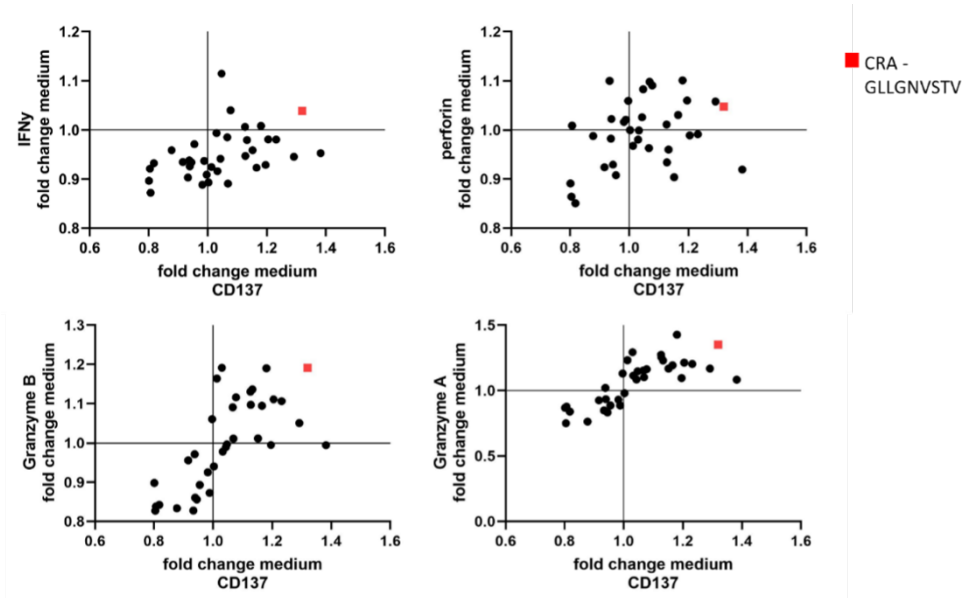 1.2
1.1
1.0
0.9
0.8
0.6
0.8
1.0
1.2
1.4
1.6
IFNy
fold change medium
fold change medium
CD137
1.2
1.1
1.0
0.9
0.8
0.6
0.8
1.0
1.2
1.4
1.6
perforin
fold change medium
fold change medium
CD137
CRA -
GLLGNVSTV
1.3
1.2
1.1
1.0
0.9
0.8
0.6
0.8
1.0
1.2
1.4
1.6
Granzyme B
fold change medium
fold change medium
CD137
1.5
1.0
0.5
0.0
0.6
0.8
1.0
1.2
1.4
1.6
Granzyme A
fold change medium
fold change medium
CD137